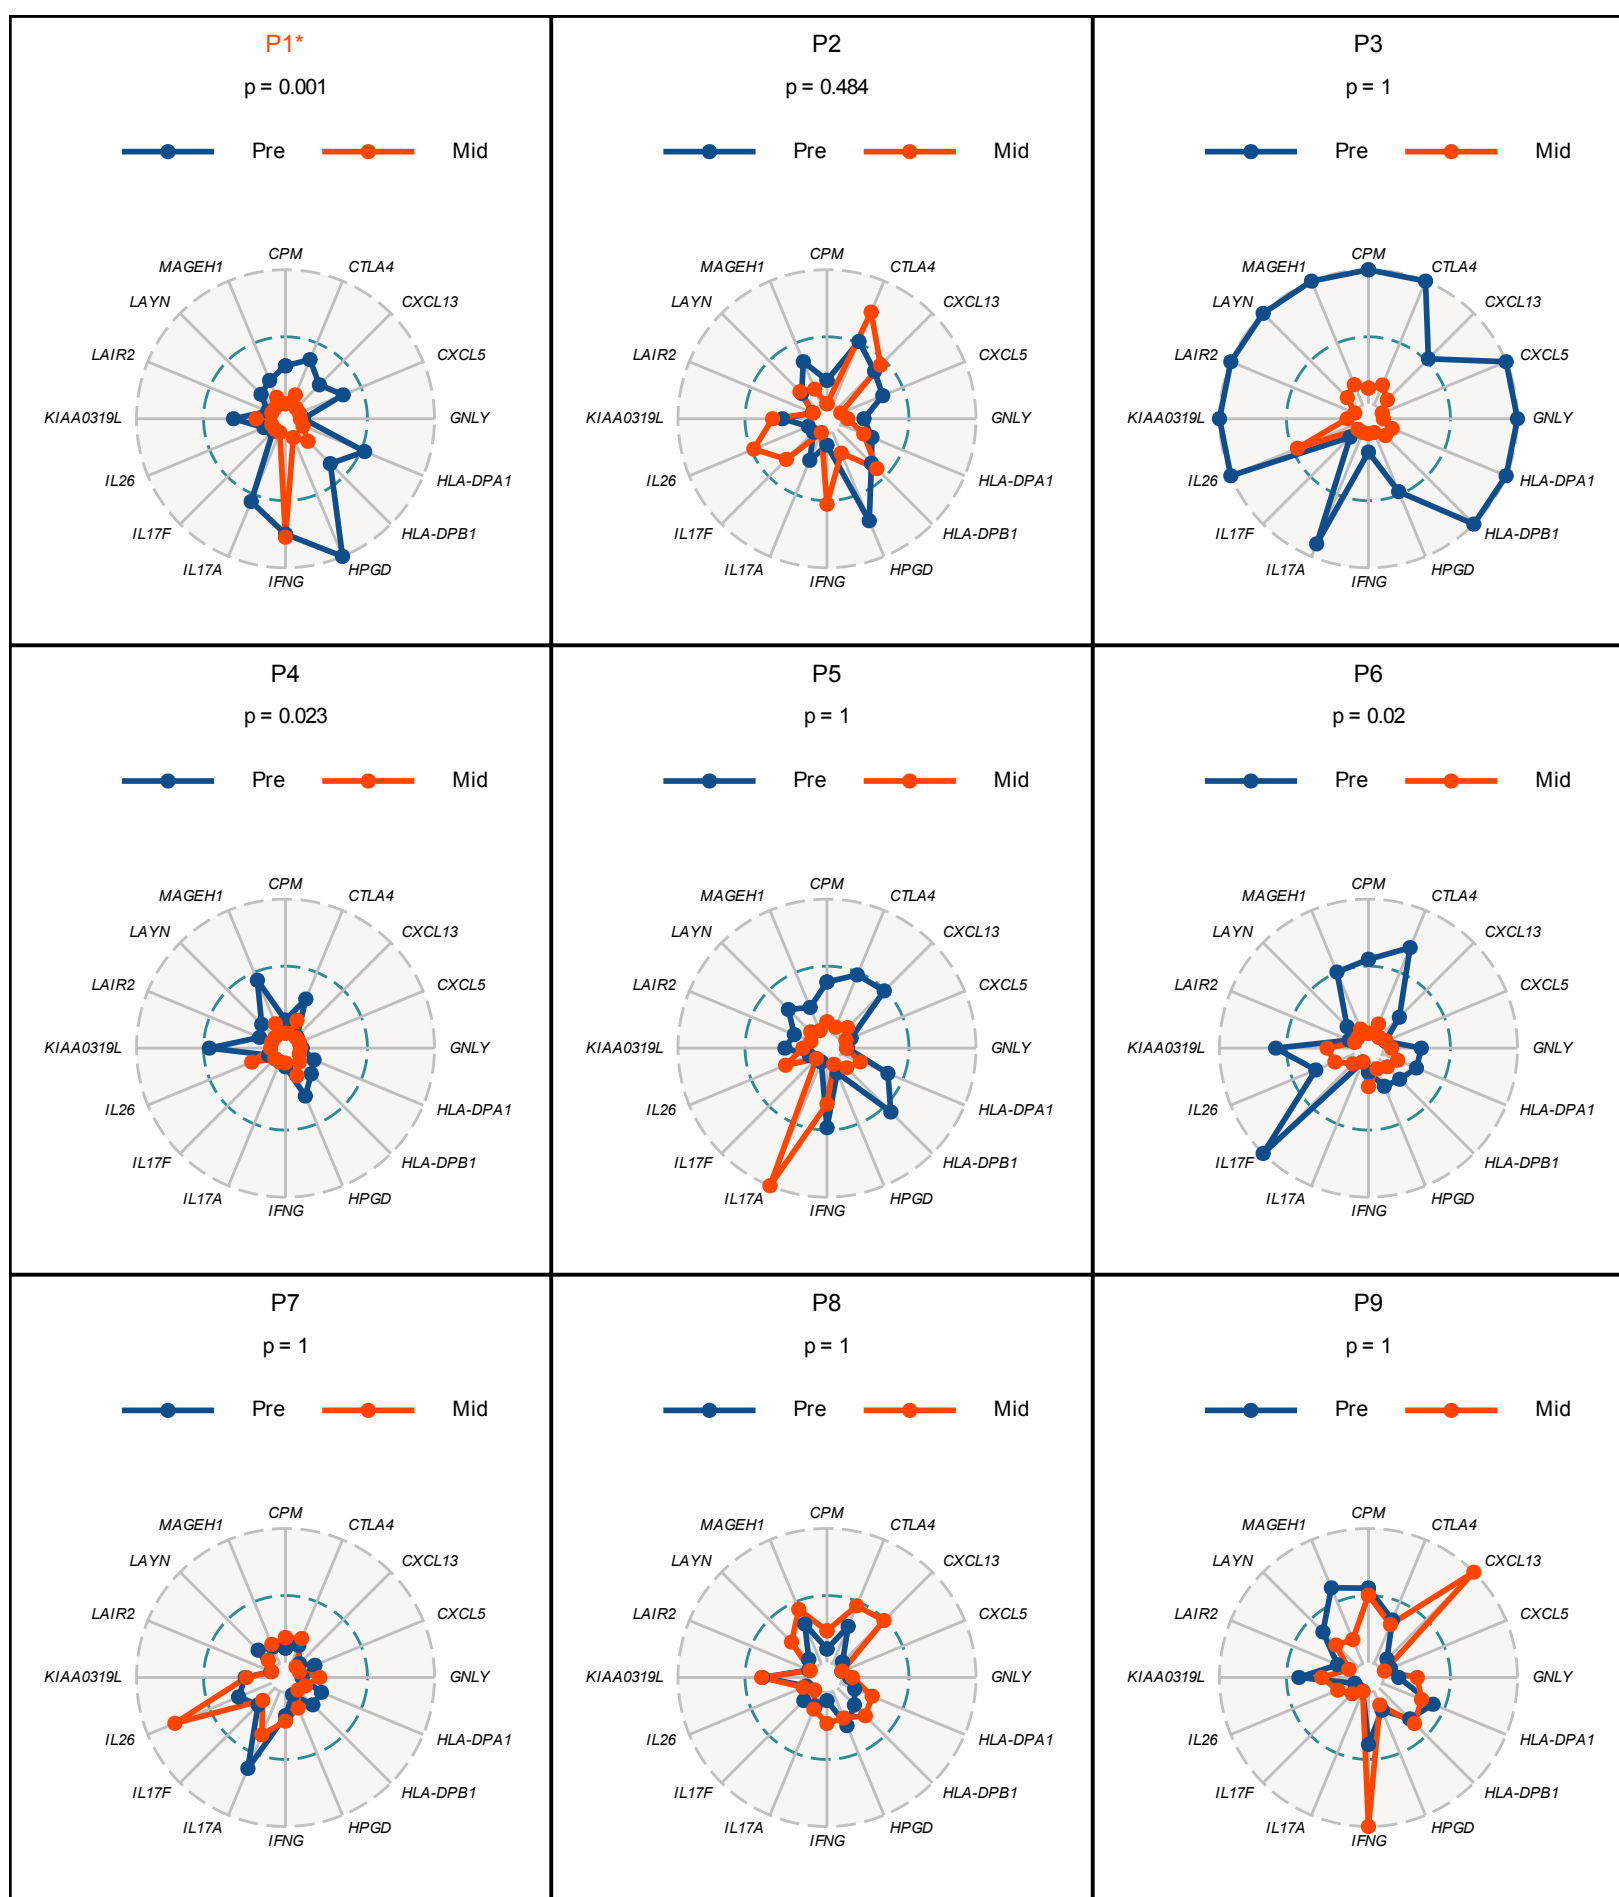 P1*
p = 0.001
Pre Mid
CPM
MAGEH1 CTLA4
LAYN CXCL13
LAIR2 CXCL5
KIAA0319L GNLY
IL26 HLA-DPA1
IL17F HLA-DPB1
IL17A HPGD
IFNG
P2
p = 0.484
Pre Mid
CPM
MAGEH1 CTLA4
LAYN CXCL13
LAIR2 CXCL5
KIAA0319L GNLY
IL26 HLA-DPA1
IL17F HLA-DPB1
IL17A HPGD
IFNG
P3
p = 1
Pre Mid
CPM
MAGEH1 CTLA4
LAYN CXCL13
LAIR2 CXCL5
KIAA0319L GNLY
IL26 HLA-DPA1
IL17F HLA-DPB1
IL17A HPGD
IFNG
P4
p = 0.023
Pre Mid
CPM
MAGEH1 CTLA4
LAYN CXCL13
LAIR2 CXCL5
KIAA0319L GNLY
IL26 HLA-DPA1
IL17F HLA-DPB1
IL17A HPGD
IFNG
P5
p = 1
Pre Mid
CPM
MAGEH1 CTLA4
LAYN CXCL13
LAIR2 CXCL5
KIAA0319L GNLY
IL26 HLA-DPA1
IL17F HLA-DPB1
IL17A HPGD
IFNG
P6
p = 0.02
Pre Mid
CPM
MAGEH1 CTLA4
LAYN CXCL13
LAIR2 CXCL5
KIAA0319L GNLY
IL26 HLA-DPA1
IL17F HLA-DPB1
IL17A HPGD
IFNG
P7
p = 1
Pre Mid
CPM
MAGEH1 CTLA4
LAYN CXCL13
LAIR2 CXCL5
KIAA0319L GNLY
IL26 HLA-DPA1
IL17F HLA-DPB1
IL17A HPGD
IFNG
P8
p = 1
Pre Mid
CPM
MAGEH1 CTLA4
LAYN CXCL13
LAIR2 CXCL5
KIAA0319L GNLY
IL26 HLA-DPA1
IL17F HLA-DPB1
IL17A HPGD
IFNG
P9
p = 1
Pre Mid
CPM
MAGEH1 CTLA4
LAYN CXCL13
LAIR2 CXCL5
KIAA0319L GNLY
IL26 HLA-DPA1
IL17F HLA-DPB1
IL17A HPGD
IFNG